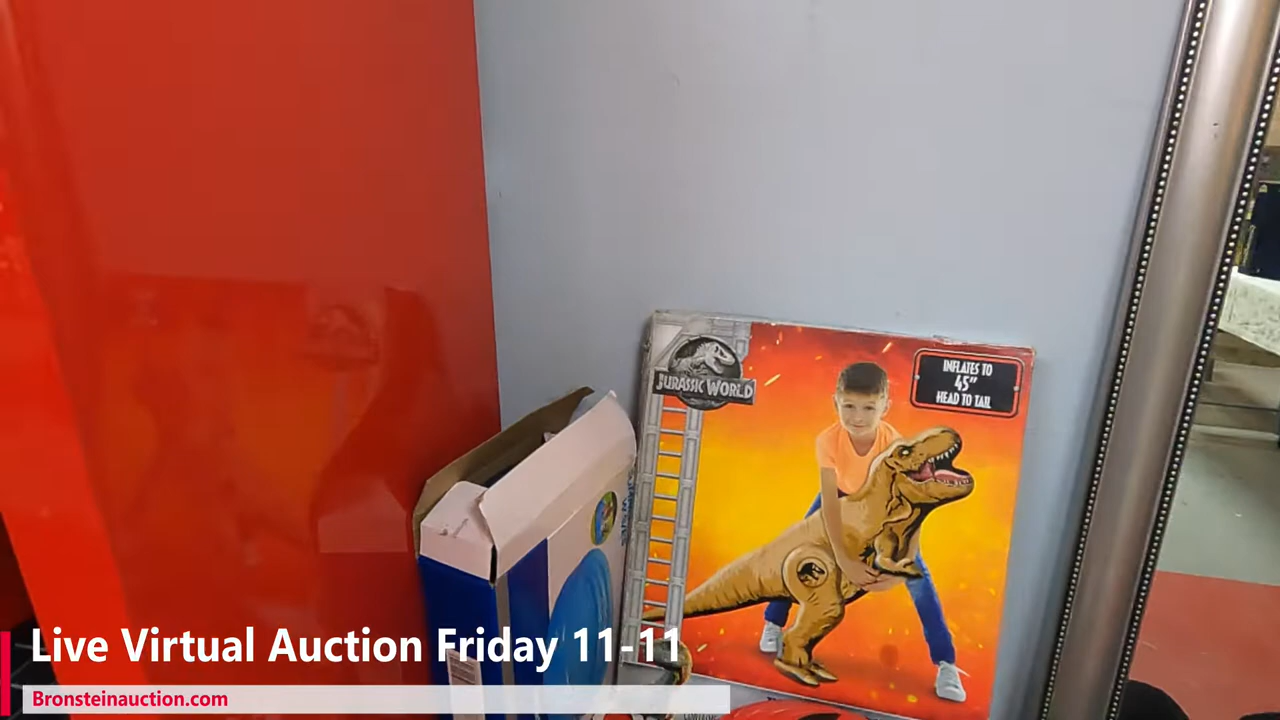 JURASSIC WORLD
INFLATES TO
45"
HEAD TO TAIL
Live Virtual Auction Friday 11-11
Bronsteinauction.com